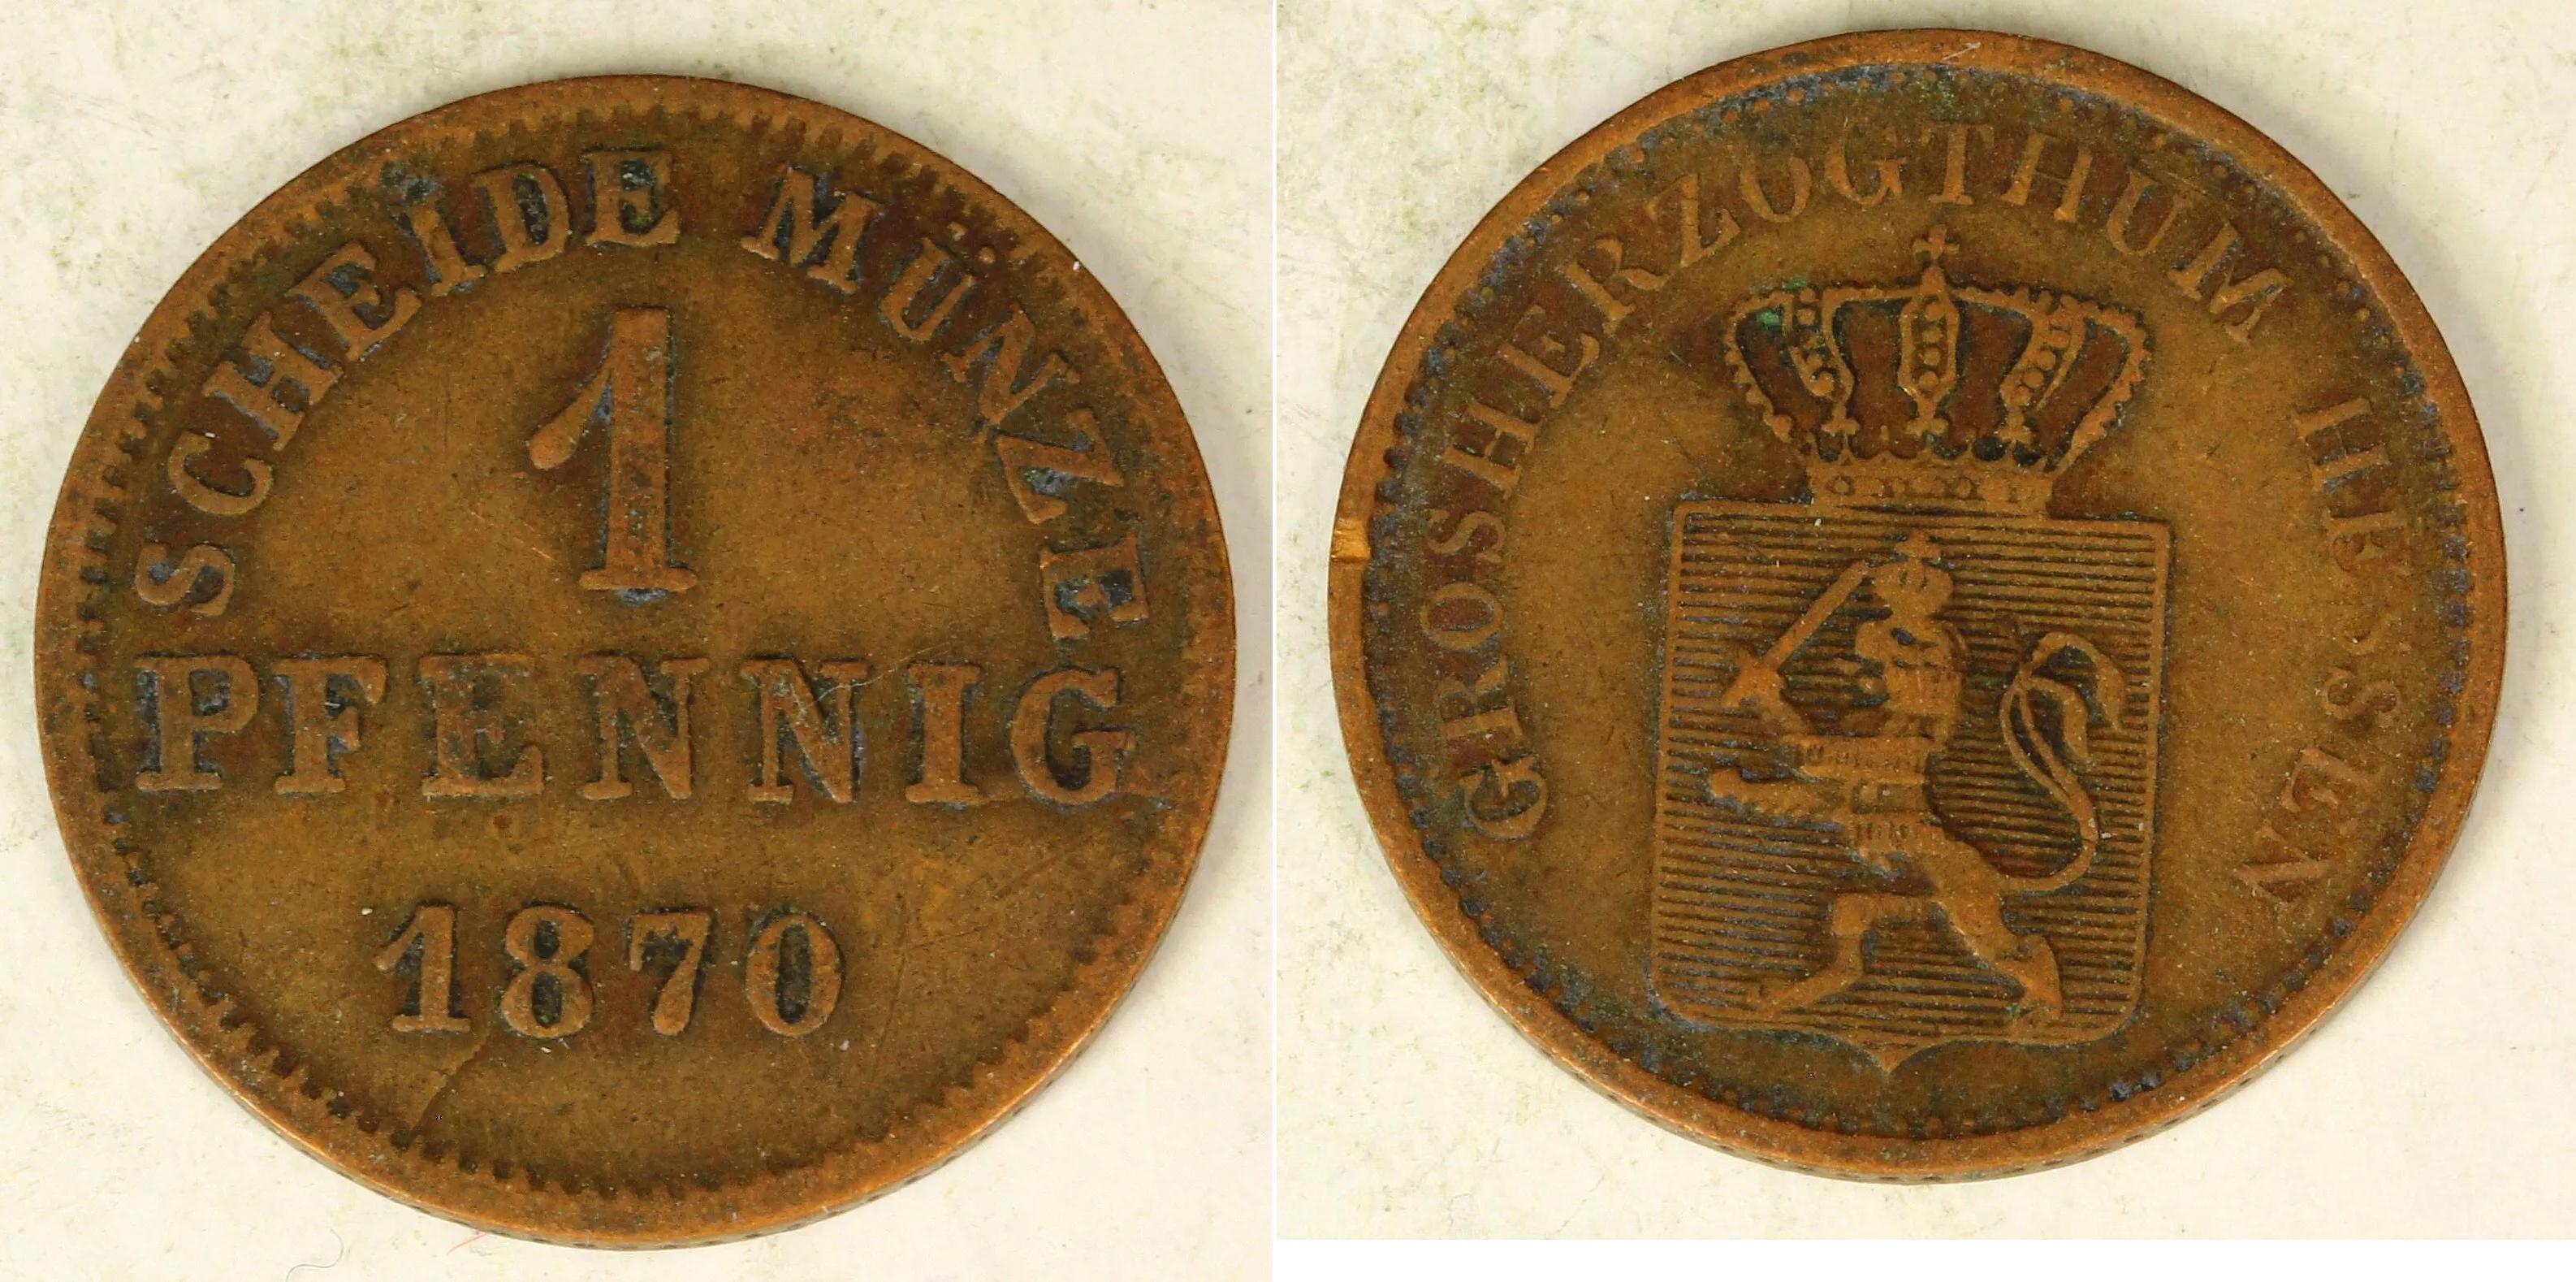 SCHEIDE MÜNZE
1
PFENNIG
1870
GROSHERZOGTHUM HESSEN